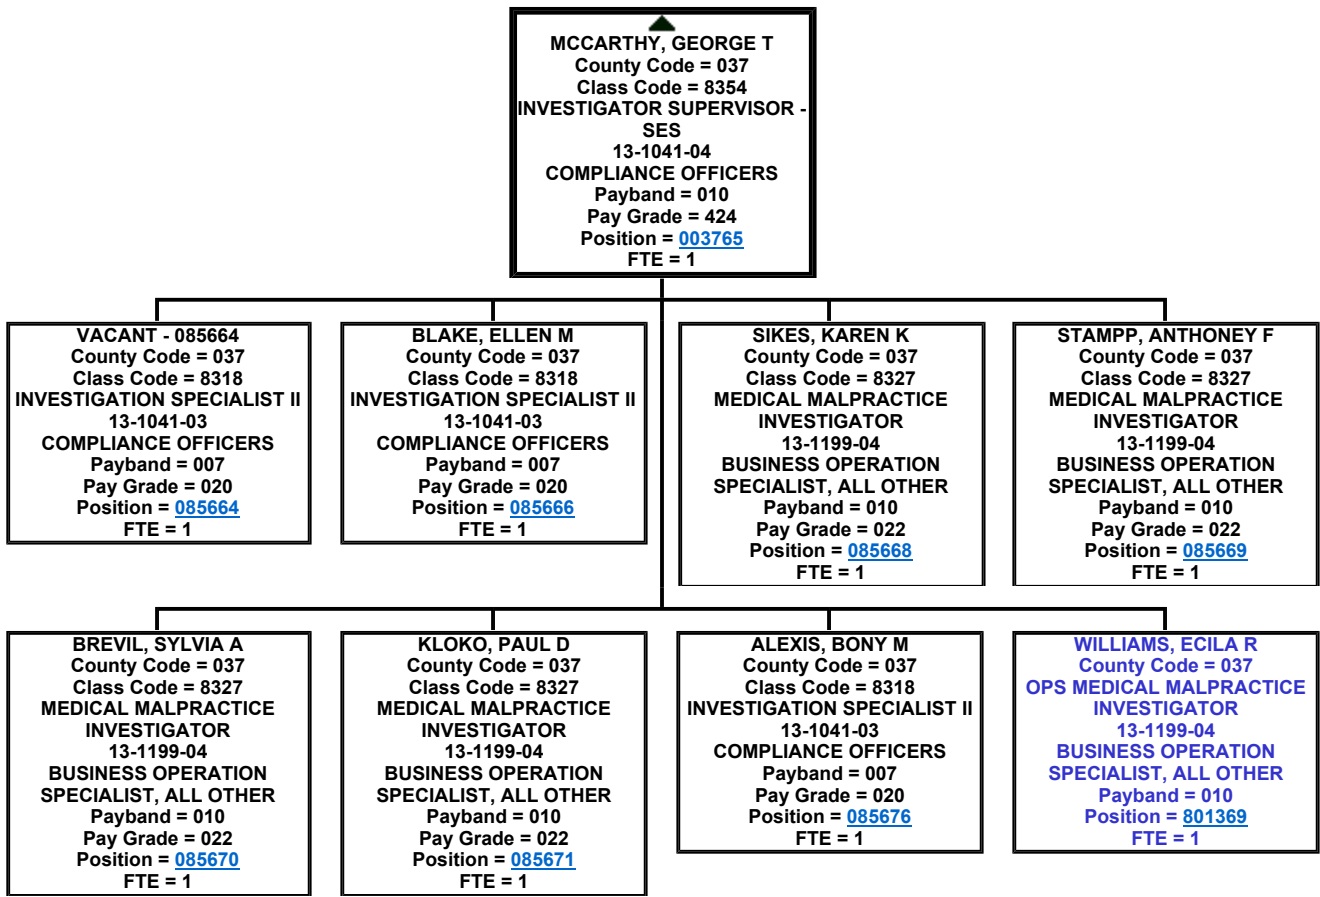 MCCARTHY, GEORGE T
County Code = 037
Class Code = 8354
INVESTIGATOR SUPERVISOR -
SES
13-1041-04
COMPLIANCE OFFICERS
Payband = 010
Pay Grade = 424
Position = 003765
FTE = 1
VACANT - 085664
County Code = 037
Class Code = 8318
INVESTIGATION SPECIALIST II
13-1041-03
COMPLIANCE OFFICERS
Payband = 007
Pay Grade = 020
Position = 085664
FTE = 1
BLAKE, ELLEN M
County Code = 037
Class Code = 8318
INVESTIGATION SPECIALIST II
13-1041-03
COMPLIANCE OFFICERS
Payband = 007
Pay Grade = 020
Position = 085666
FTE = 1
SIKES, KAREN K
County Code = 037
Class Code = 8327
MEDICAL MALPRACTICE
INVESTIGATOR
13-1199-04
BUSINESS OPERATION
SPECIALIST, ALL OTHER
Payband = 010
Pay Grade = 022
Position = 085668
FTE = 1
STAMPP, ANTHONEY F
County Code = 037
Class Code = 8327
MEDICAL MALPRACTICE
INVESTIGATOR
13-1199-04
BUSINESS OPERATION
SPECIALIST, ALL OTHER
Payband = 010
Pay Grade = 022
Position = 085669
FTE = 1
BREVIL, SYLVIA A
County Code = 037
Class Code = 8327
MEDICAL MALPRACTICE
INVESTIGATOR
13-1199-04
BUSINESS OPERATION
SPECIALIST, ALL OTHER
Payband = 010
Pay Grade = 022
Position = 085670
FTE = 1
KLOKO, PAUL D
County Code = 037
Class Code = 8327
MEDICAL MALPRACTICE
INVESTIGATOR
13-1199-04
BUSINESS OPERATION
SPECIALIST, ALL OTHER
Payband = 010
Pay Grade = 022
Position = 085671
FTE = 1
ALEXIS, BONY M
County Code = 037
Class Code = 8318
INVESTIGATION SPECIALIST II
13-1041-03
COMPLIANCE OFFICERS
Payband = 007
Pay Grade = 020
Position = 085676
FTE = 1
WILLIAMS, ECILA R
County Code = 037
OPS MEDICAL MALPRACTICE
INVESTIGATOR
13-1199-04
BUSINESS OPERATION
SPECIALIST, ALL OTHER
Payband = 010
Position = 801369
FTE = 1